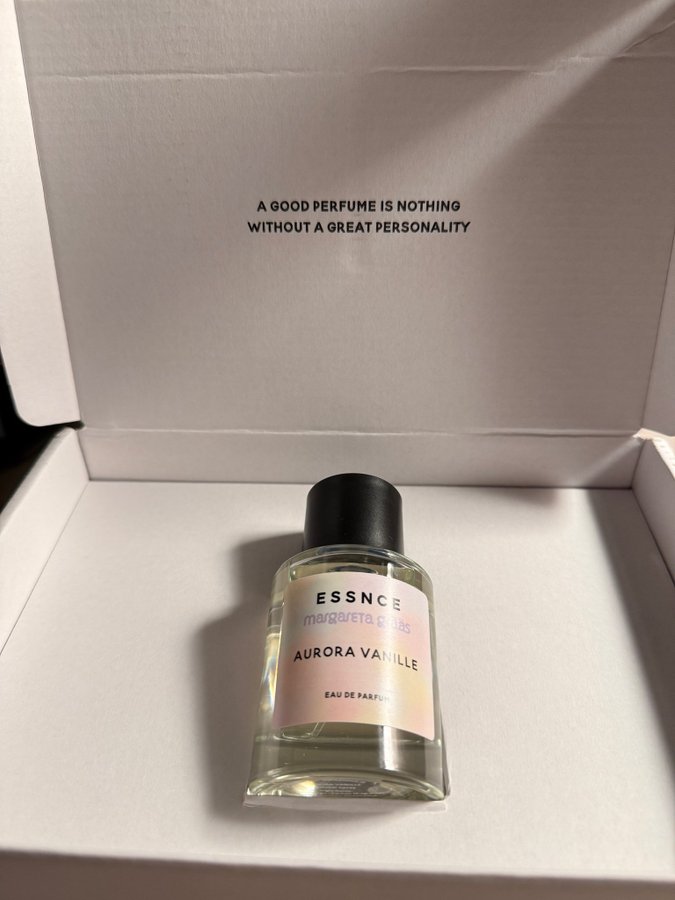 A GOOD PERFUME IS NOTHING
WITHOUT A GREAT PERSONALITY
ESSNCE
margareta
AURORA VANILLE
EAU DE PARFUM